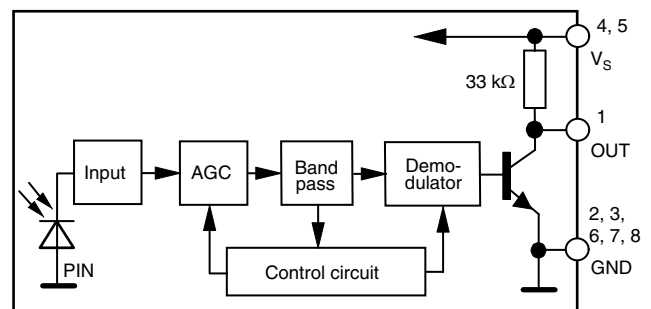 4, 5
V_S
33 kΩ
1
OUT
Input
AGC
Band
pass
Demo-
dulator
2, 3,
6, 7, 8
GND
PIN
Control circuit